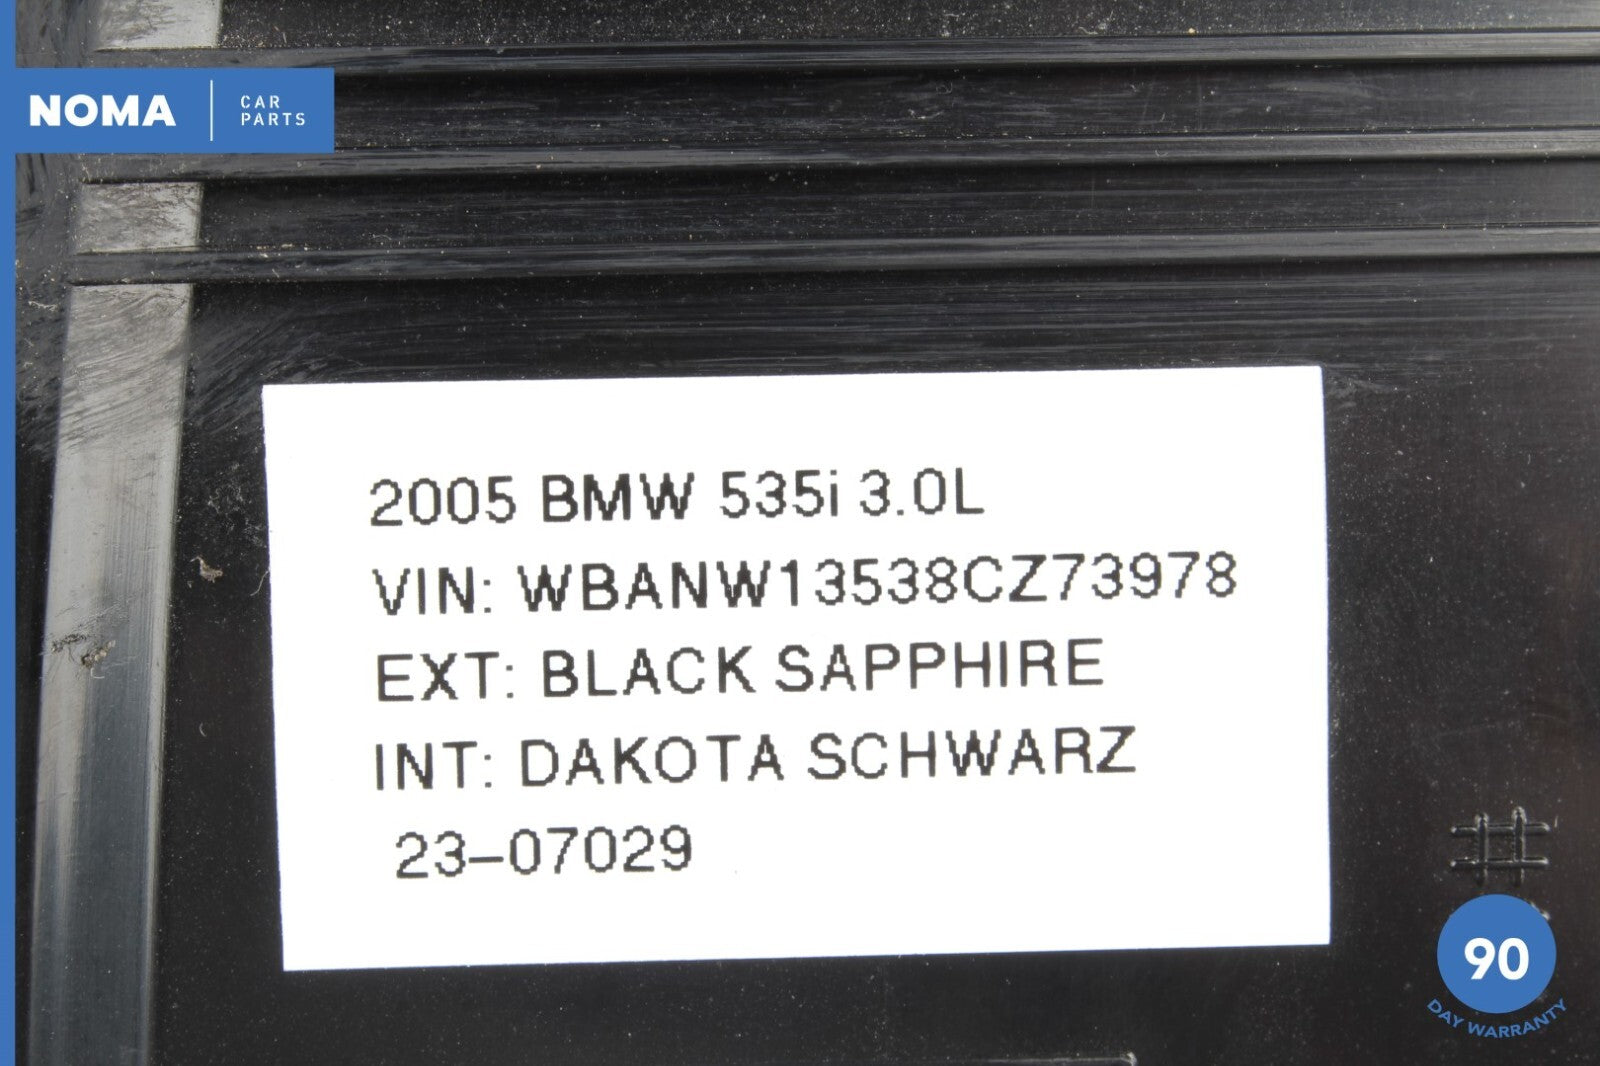 NOMA
CAR
PARTS
2005 BMW 535i 3.0L
VIN: WBANW13538CZ73978
EXT: BLACK SAPPHIRE
INT: DAKOTA SCHWARZ
23-07029
#
90
DAY WARRANTY